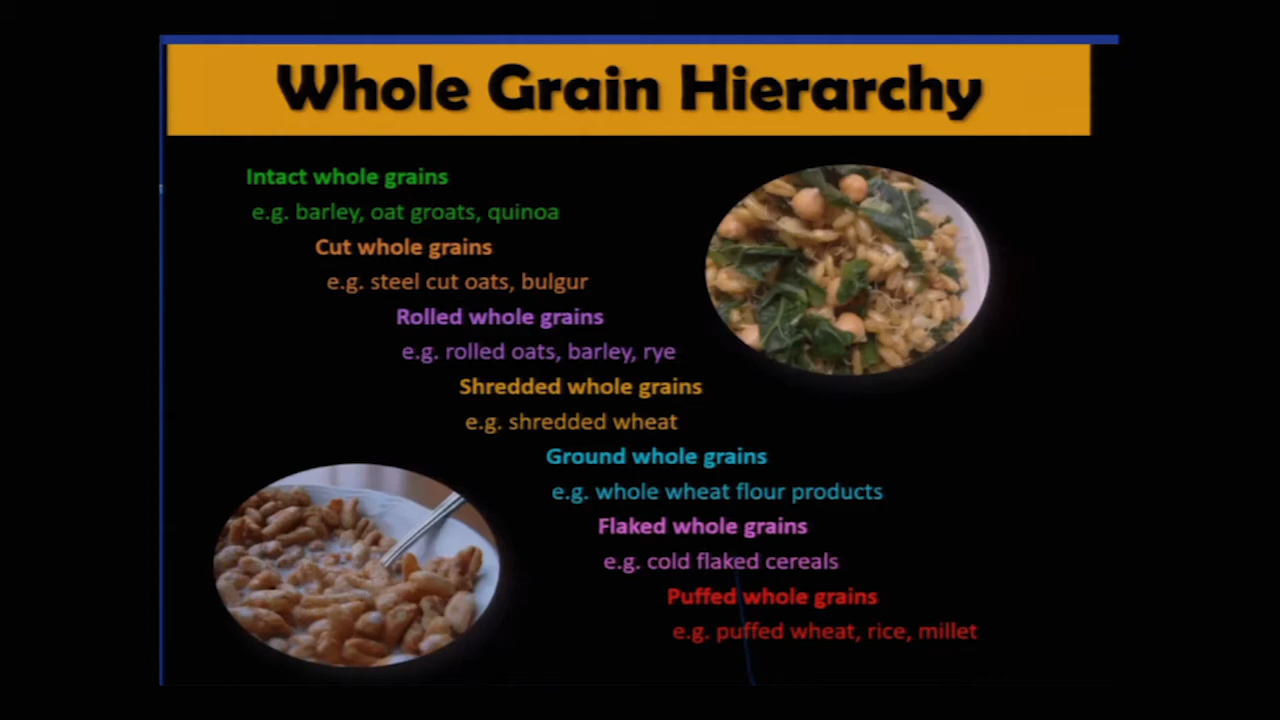 Whole Grain Hierarchy
Intact whole grains
e.g. barley, oat groats, quinoa
Cut whole grains
e.g. steel cut oats, bulgur
Rolled whole grains
e.g. rolled oats, barley, rye
Shredded whole grains
e.g. shredded wheat
Ground whole grains
e.g. whole wheat flour products
Flaked whole grains
e.g. cold flaked cereals
Puffed whole grains
e.g. puffed wheat, rice, millet